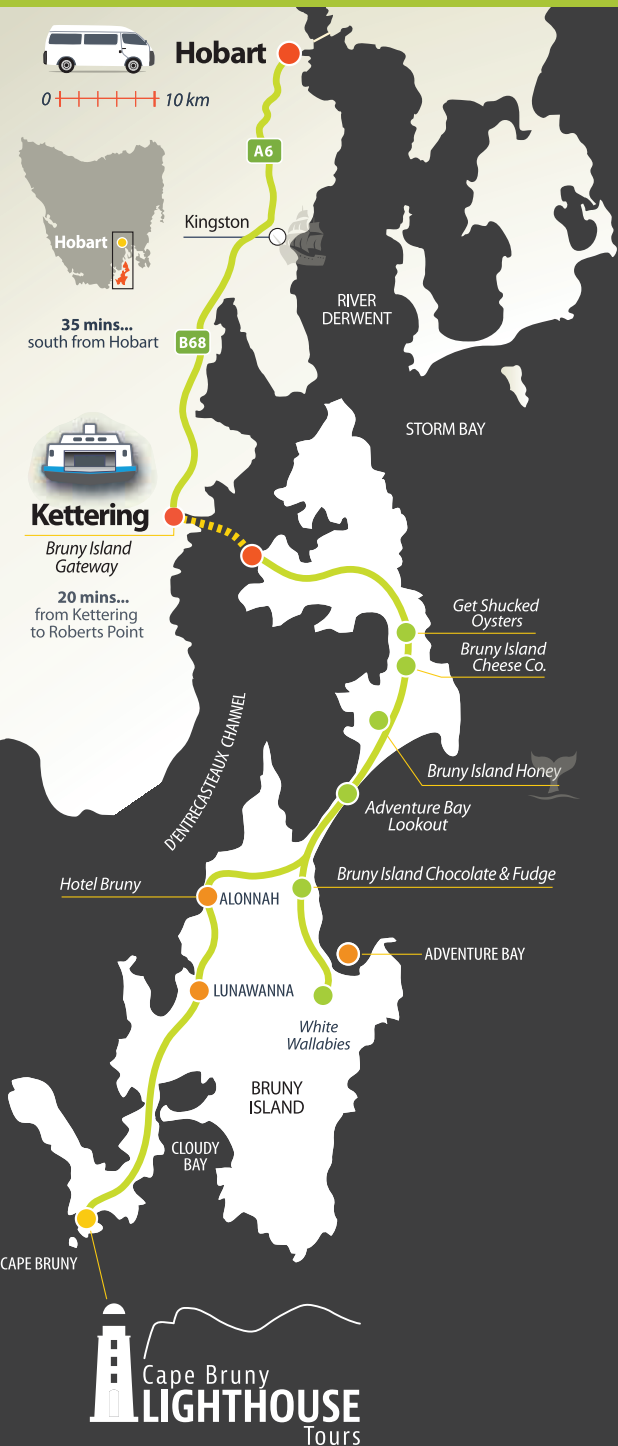 Hobart
0
10 km
A6
Kingston
Hobart
RIVER
DERWENT
35 mins...
south from Hobart
B68
STORM BAY
Kettering
Bruny Island
Gateway
20 mins...
from Kettering
to Roberts Point
Get Shucked
Oysters
Bruny Island
Cheese Co.
D'ENTRECASTEAUX CHANNEL
Bruny Island Honey
Adventure Bay
Lookout
Hotel Bruny
Bruny Island Chocolate & Fudge
ALONNAH
ADVENTURE BAY
LUNAWANNA
White
Wallabies
BRUNY
ISLAND
CLOUDY
BAY
CAPE BRUNY
Cape Bruny
LIGHTHOUSE
Tours